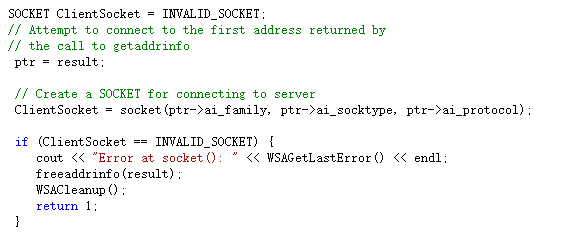 SOCKET ClientSocket = INVALID_SOCKET;
// Attempt to connect to the first address returned by
// the call to getaddrinfo
ptr = result;
// Create a SOCKET for connecting to server
ClientSocket = socket(ptr->ai_family, ptr->ai_socktype, ptr->ai_protocol);
if (ClientSocket == INVALID_SOCKET) {
cout << "Error at socket(): " << WSAGetLastError() << endl;
freeaddrinfo(result);
WSACleanup();
return 1;
}